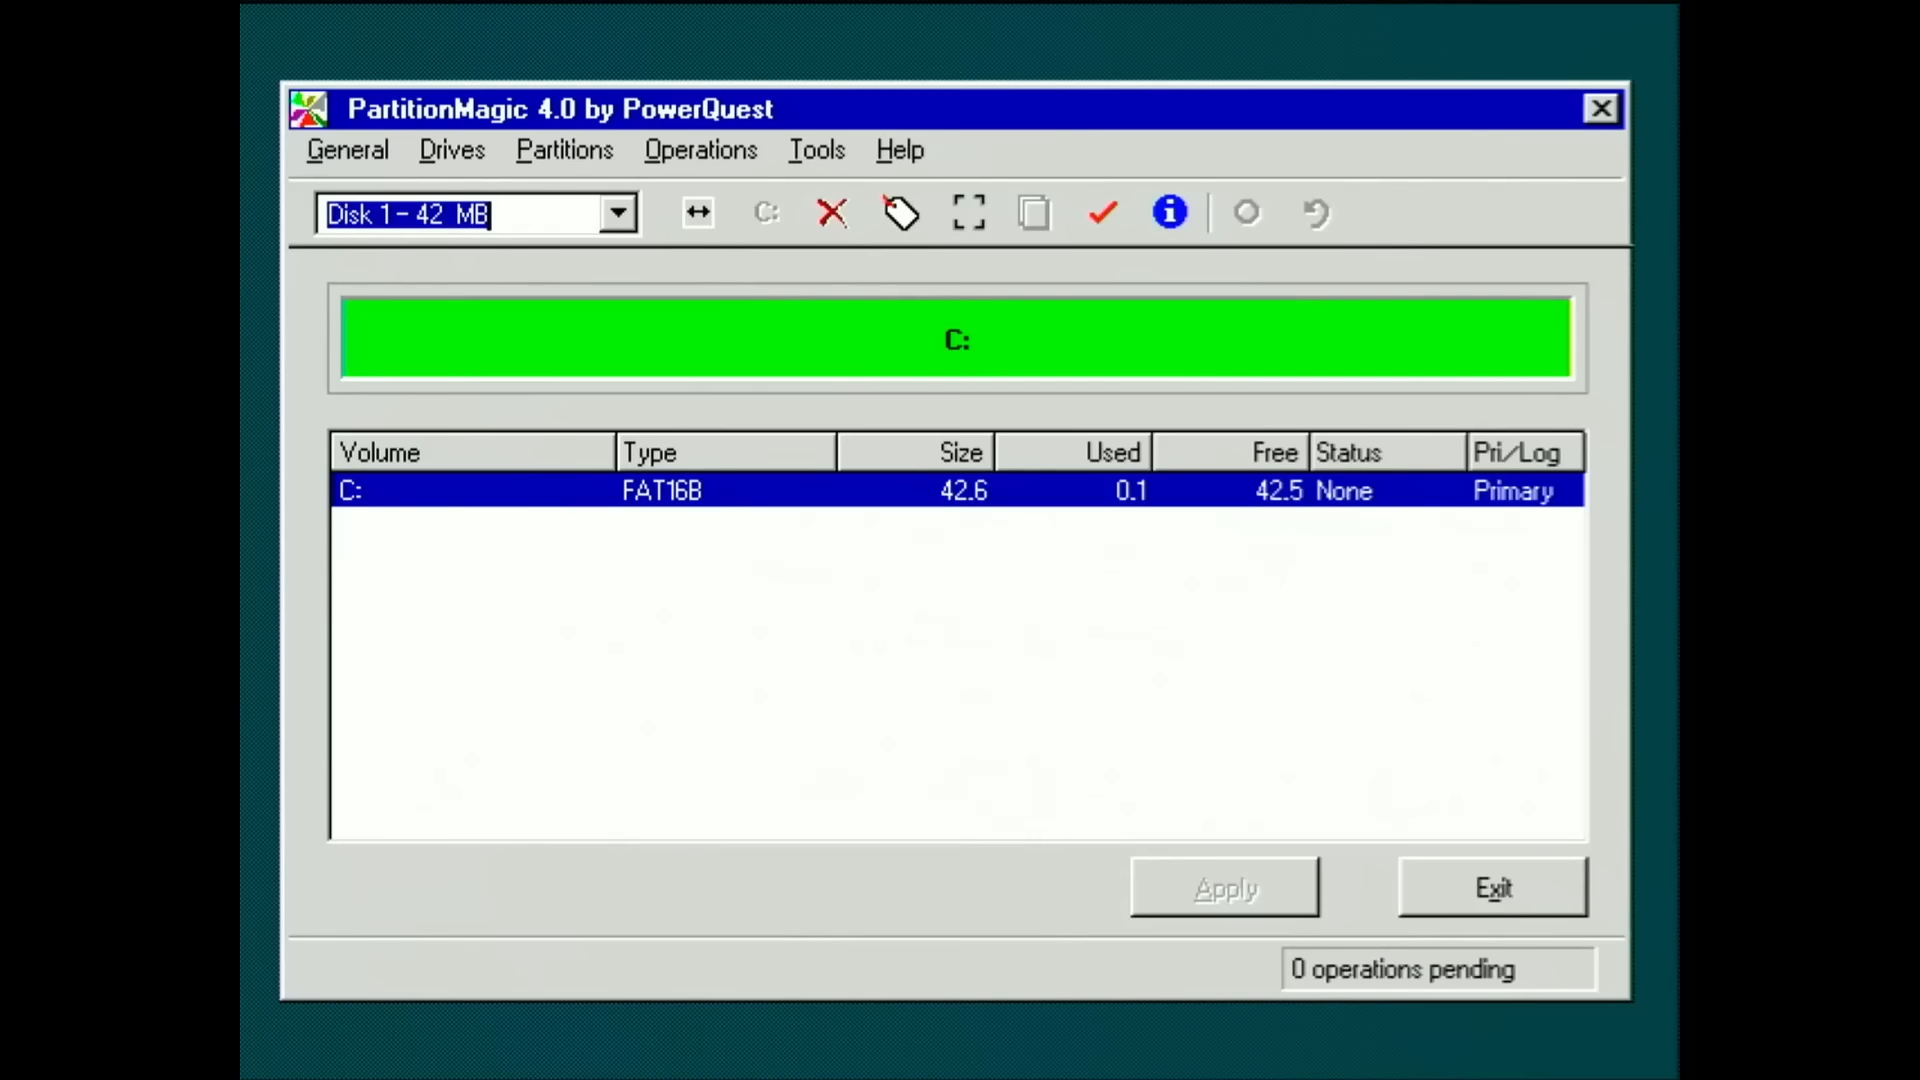 PartitionMagic 4.0 by PowerQuest
General Drives Partitions Operations Tools Help
Disk 1 - 42 MB C:
C:
Volume Type Size Used Free Status Pri/Log
C: FAT16B 42.6 0.1 42.5 None Primary
Apply Exit
0 operations pending